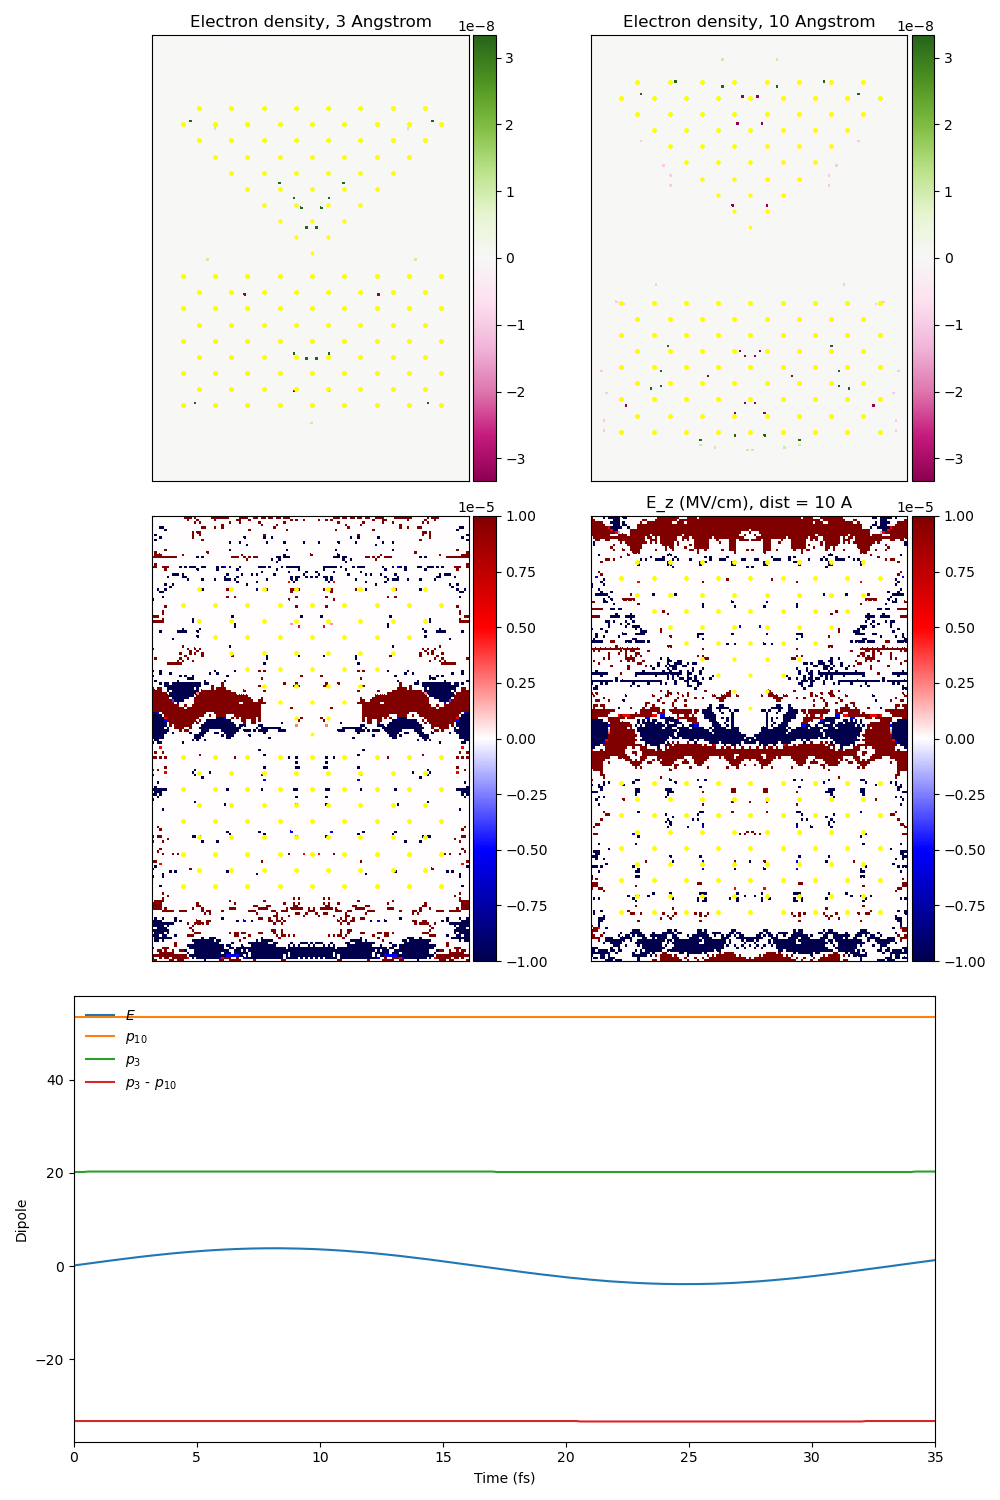 Electron density, 3 Angstrom
1e−8
3
2
1
0
−1
−2
−3
Electron density, 10 Angstrom
1e−8
3
2
1
0
−1
−2
−3
1e−5
1.00
0.75
0.50
0.25
0.00
−0.25
−0.50
−0.75
−1.00
E_z (MV/cm), dist = 10 A
1e−5
1.00
0.75
0.50
0.25
0.00
−0.25
−0.50
−0.75
−1.00
E
p10
p3
p3 - p10
Dipole
40
20
0
−20
0 5 10 15 20 25 30 35
Time (fs)